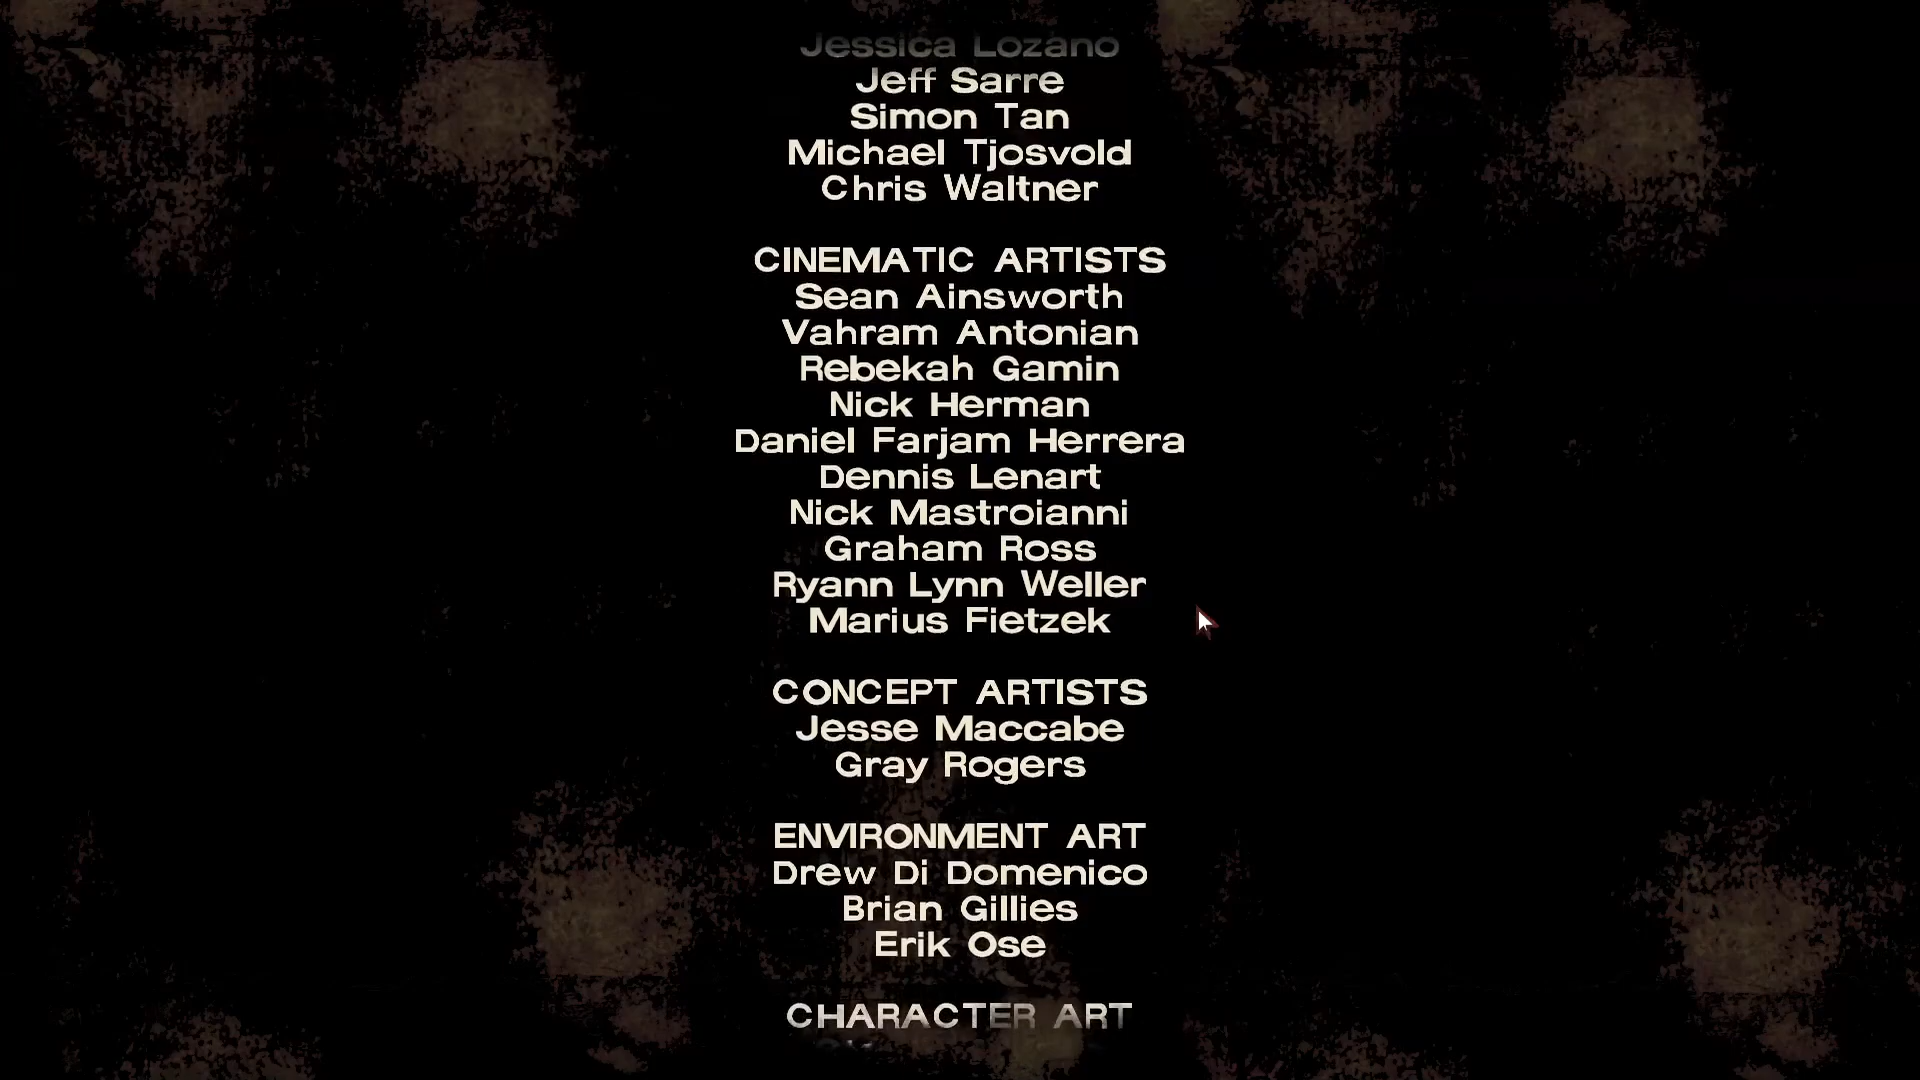 Jessica Lozano
Jeff Sarre
Simon Tan
Michael Tjosvold
Chris Waltner
CINEMATIC ARTISTS
Sean Ainsworth
Vahram Antonian
Rebekah Gamin
Nick Herman
Daniel Farjam Herrera
Dennis Lenart
Nick Mastroianni
Graham Ross
Ryann Lynn Weller
Marius Fietzek
CONCEPT ARTISTS
Jesse Maccabe
Gray Rogers
ENVIRONMENT ART
Drew Di Domenico
Brian Gillies
Erik Ose
CHARACTER ART